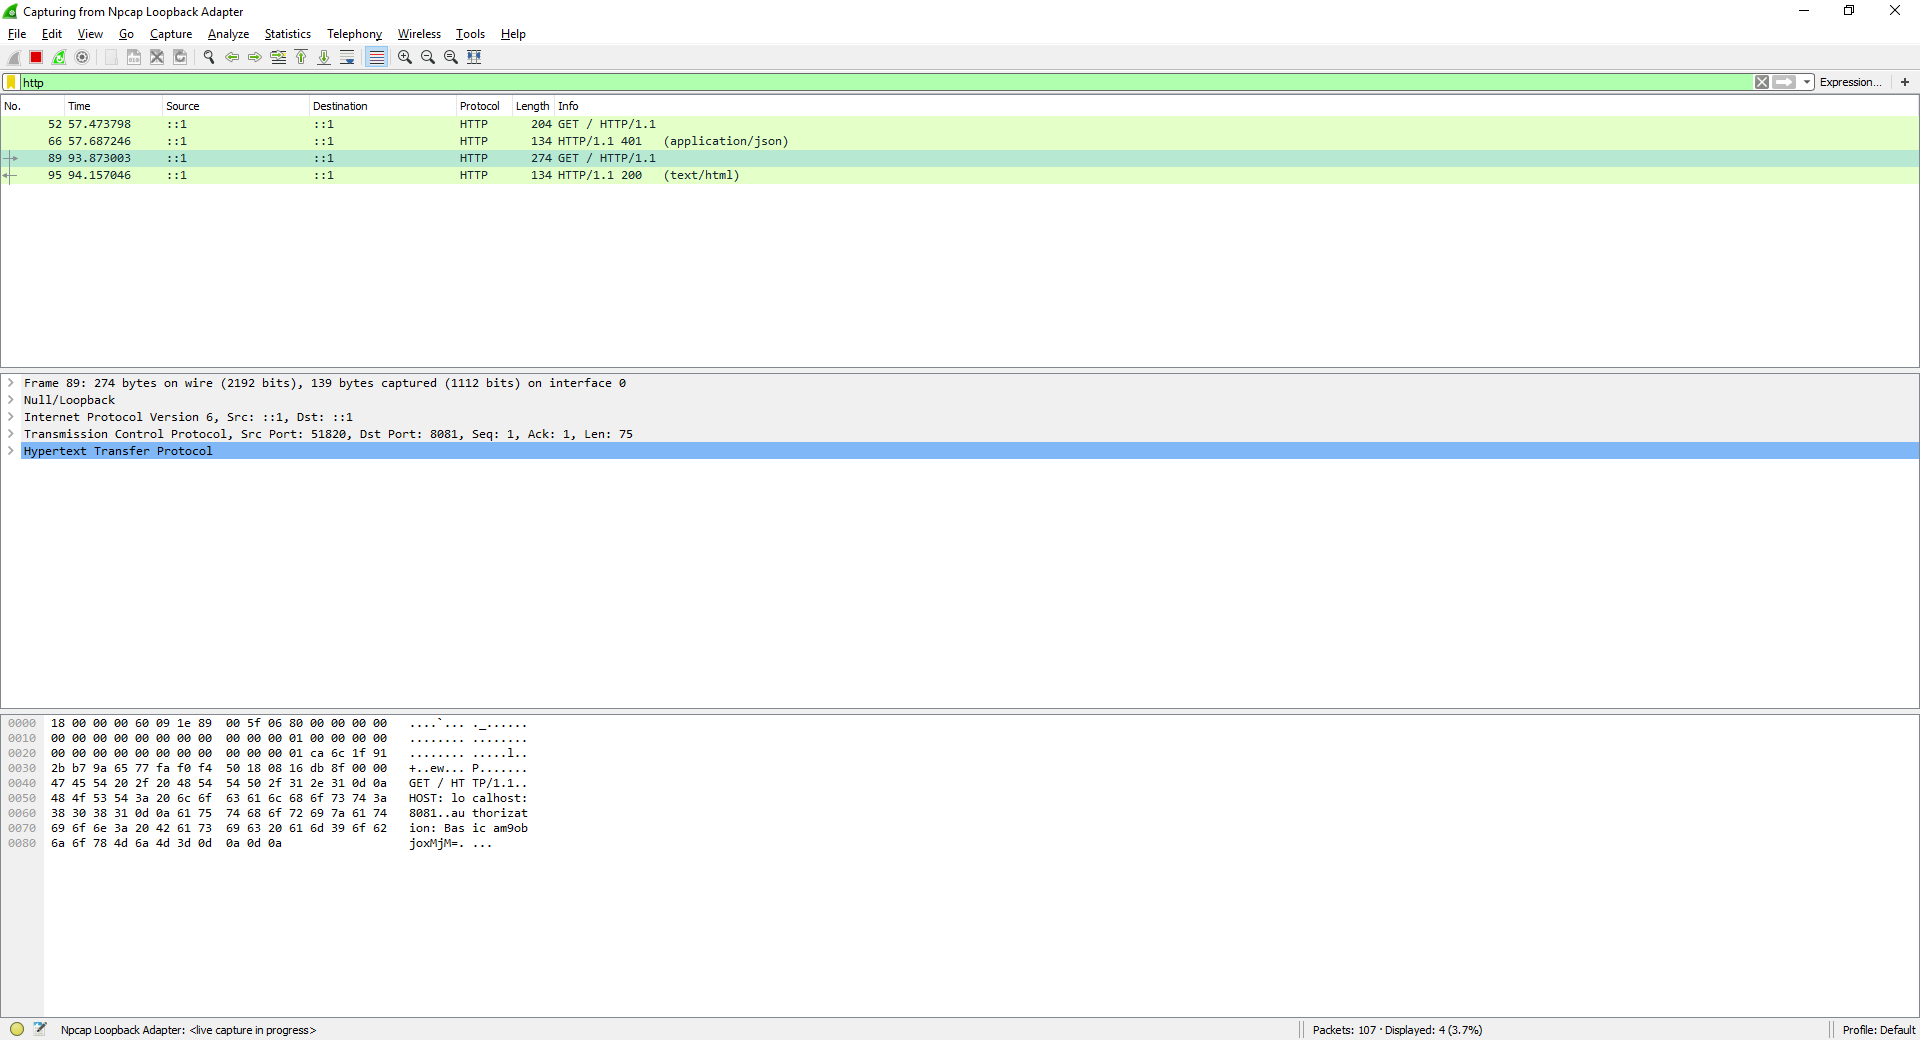 Capturing from Npcap Loopback Adapter
File Edit View Go Capture Analyze Statistics Telephony Wireless Tools Help
http Expression... +
No. Time Source Destination Protocol Length Info
52 57.473798 ::1 ::1 HTTP 204 GET / HTTP/1.1
66 57.687246 ::1 ::1 HTTP 134 HTTP/1.1 401 (application/json)
89 93.873003 ::1 ::1 HTTP 274 GET / HTTP/1.1
95 94.157046 ::1 ::1 HTTP 134 HTTP/1.1 200 (text/html)
Frame 89: 274 bytes on wire (2192 bits), 139 bytes captured (1112 bits) on interface 0
Null/Loopback
Internet Protocol Version 6, Src: ::1, Dst: ::1
Transmission Control Protocol, Src Port: 51820, Dst Port: 8081, Seq: 1, Ack: 1, Len: 75
Hypertext Transfer Protocol
0000 18 00 00 00 60 09 1e 89 00 5f 06 80 00 00 00 00 ....`... ._......
0010 00 00 00 00 00 00 00 00 00 00 00 01 00 00 00 00 ........ ........
0020 00 00 00 00 00 00 00 00 00 00 00 01 ca 6c 1f 91 ........ .....l..
0030 2b b7 9a 65 77 fa f0 f4 50 18 08 16 db 8f 00 00 +..ew... P.......
0040 47 45 54 20 2f 20 48 54 54 50 2f 31 2e 31 0d 0a GET / HT TP/1.1..
0050 48 4f 53 54 3a 20 6c 6f 63 61 6c 68 6f 73 74 3a HOST: lo calhost:
0060 38 30 38 31 0d 0a 61 75 74 68 6f 72 69 7a 61 74 8081..au thorizat
0070 69 6f 6e 3a 20 42 61 73 69 63 20 61 6d 39 6f 62 ion: Bas ic am9ob
0080 6a 6f 78 4d 6a 4d 3d 0d 0a 0d 0a joxMjM=. ...
Npcap Loopback Adapter: <live capture in progress> Packets: 107 · Displayed: 4 (3.7%) Profile: Default